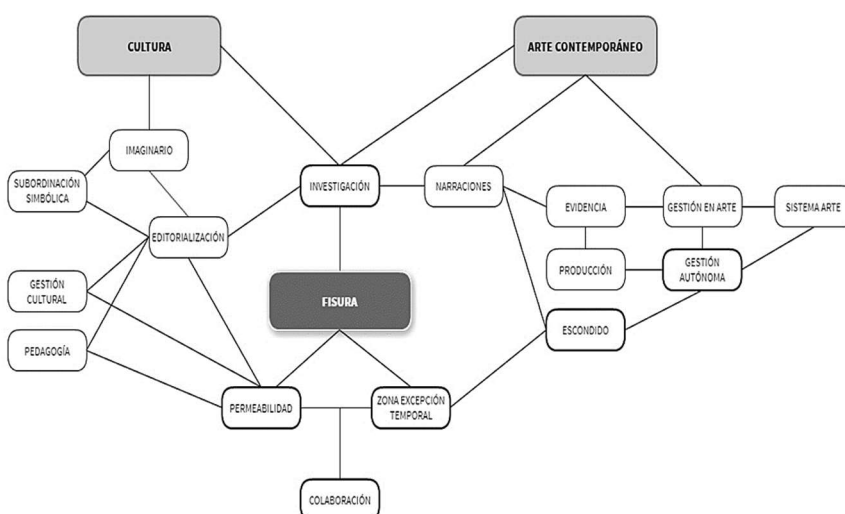 CULTURA
ARTE CONTEMPORÁNEO
IMAGINARIO
SUBORDINACIÓN
SIMBÓLICA
INVESTIGACIÓN
NARRACIONES
EVIDENCIA
GESTIÓN EN ARTE
SISTEMA ARTE
EDITORIALIZACIÓN
PRODUCCIÓN
GESTIÓN
AUTÓNOMA
GESTIÓN
CULTURAL
FISURA
ESCONDIDO
PEDAGOGÍA
PERMEABILIDAD
ZONA EXCEPCIÓN
TEMPORAL
COLABORACIÓN